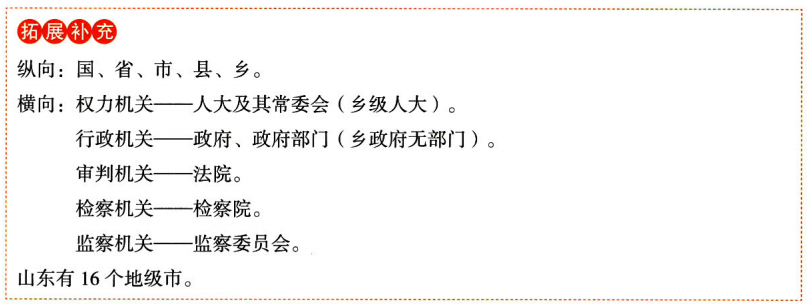 拓展补充
纵向：国、省、市、县、乡。
横向：权力机关——人大及其常委会（乡级人大）。
行政机关——政府、政府部门（乡政府无部门）。
审判机关——法院。
检察机关——检察院。
监察机关——监察委员会。
山东有 16 个地级市。